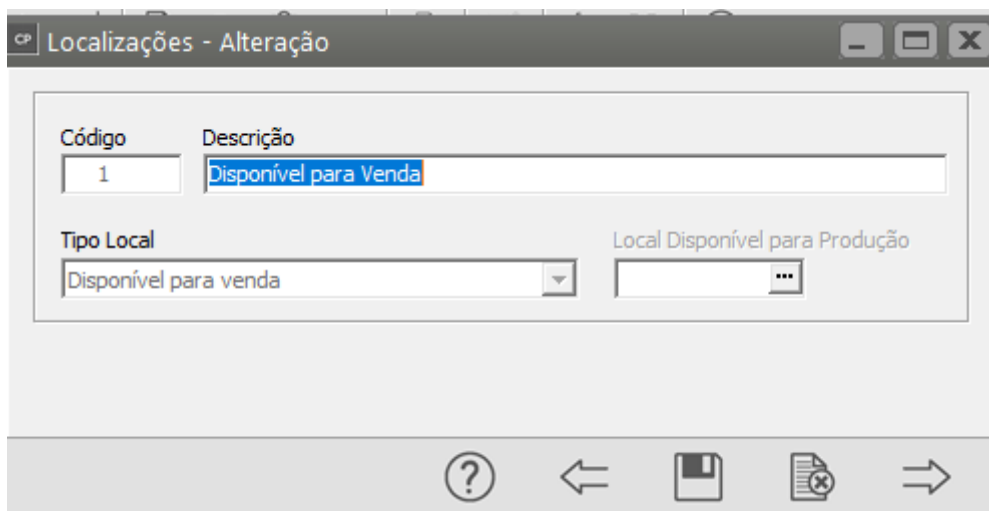 CP Localizações - Alteração
Código Descrição
1 Disponível para Venda
Tipo Local Local Disponível para Produção
Disponível para venda ...
?